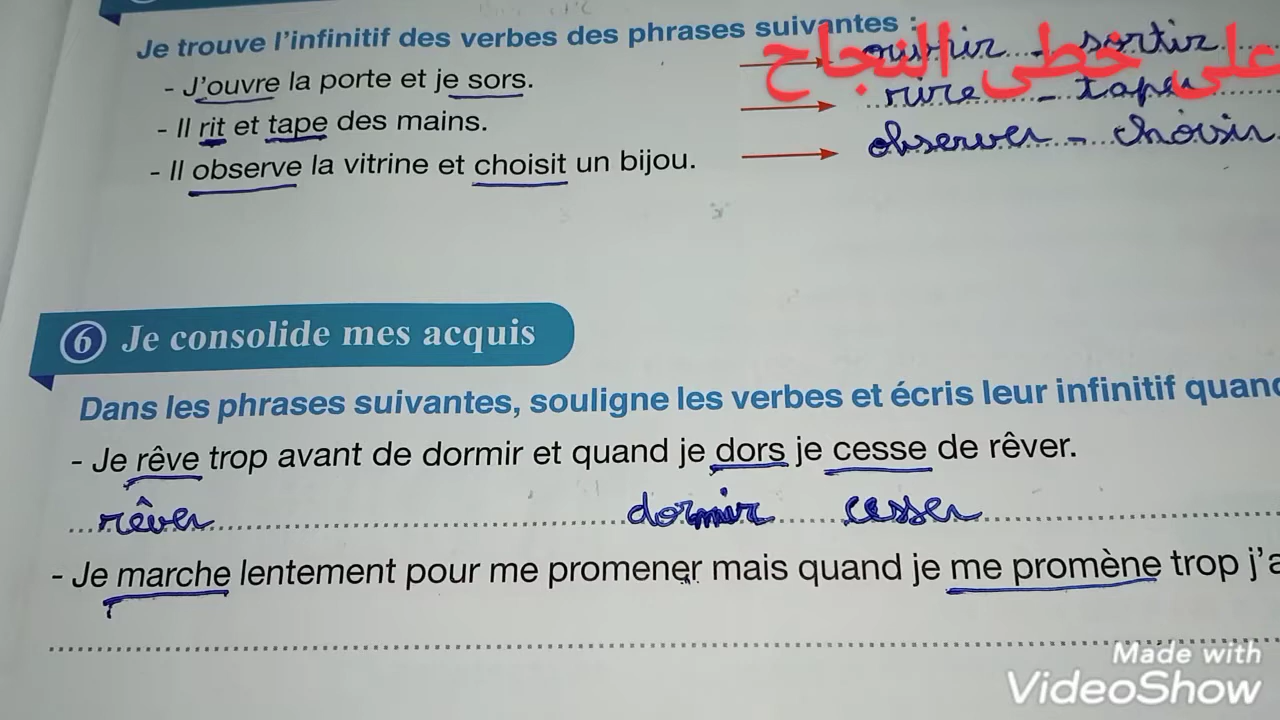 Je trouve l'infinitif des verbes des phrases suivantes :
- J'ouvre la porte et je sors.
ouvrir - sortir
على خطى النجاح
- Il rit et tape des mains.
rire - taper
- Il observe la vitrine et choisit un bijou.
observer - choisir
6 Je consolide mes acquis
Dans les phrases suivantes, souligne les verbes et écris leur infinitif quand
- Je rêve trop avant de dormir et quand je dors je cesse de rêver.
rêver dormir cesser
- Je marche lentement pour me promener mais quand je me promène trop j'a
Made with
VideoShow